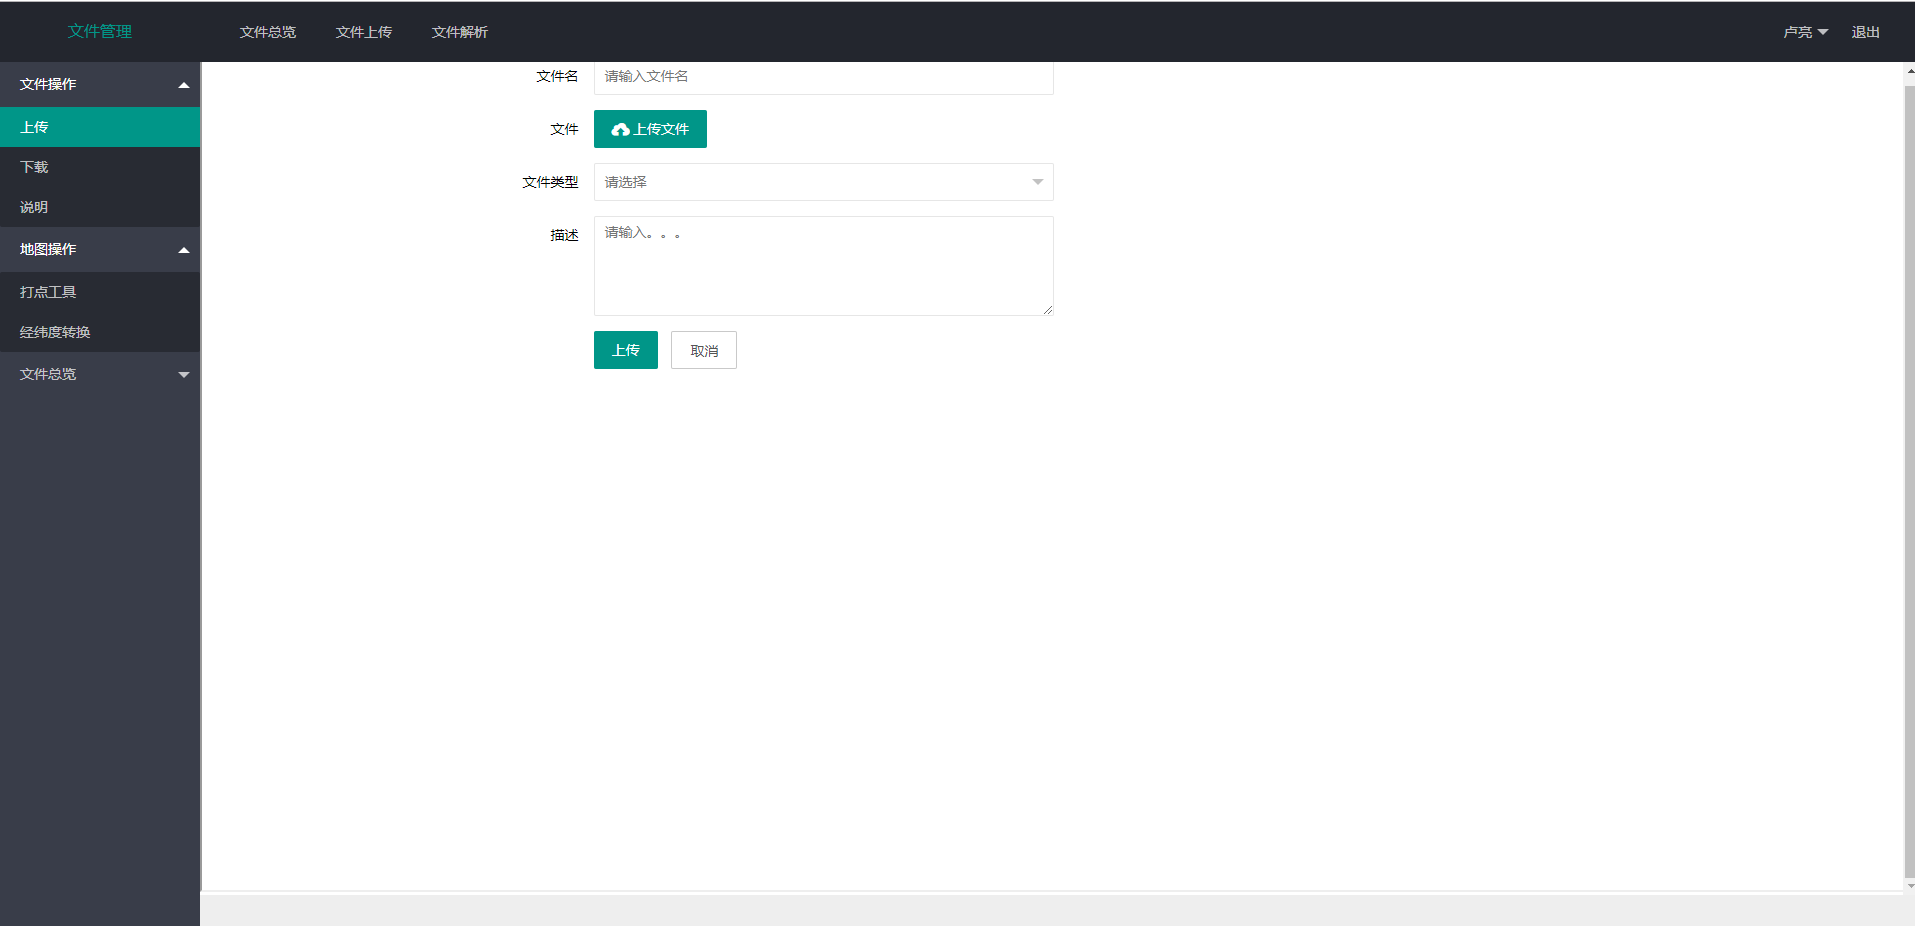 文件管理 文件总览 文件上传 文件解析 卢亮 退出
文件操作
上传
下载
说明
地图操作
打点工具
经纬度转换
文件总览
文件名 请输入文件名
文件 上传文件
文件类型 请选择
描述 请输入。。。
上传 取消